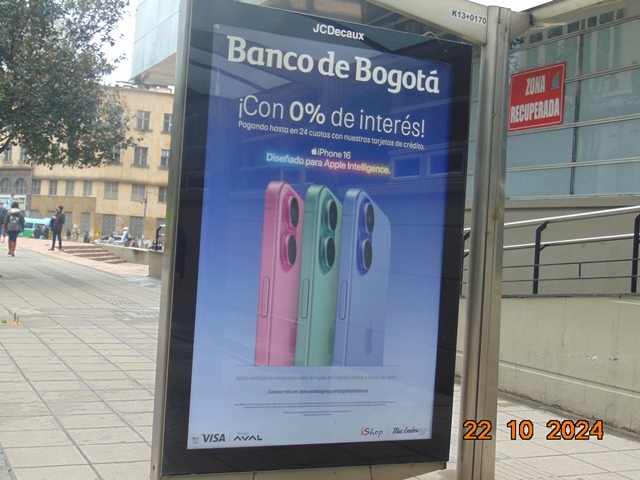 K13+0170
JCDecaux
Banco de Bogotá
¡Con 0% de interés!
Pagando hasta en 24 cuotas con nuestras tarjetas de crédito.
iPhone 16
Diseñado para Apple Intelligence.
ZONA
RECUPERADA
VISA AVAL
iShop Mac Center
22 10 2024